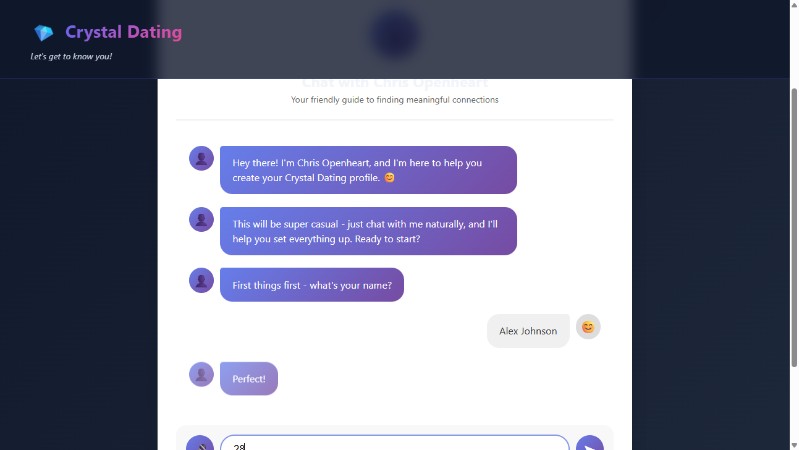 Crystal Dating
Let's get to know you!
Chat with Chris Openheart
Your friendly guide to finding meaningful connections
Hey there! I'm Chris Openheart, and I'm here to help you
create your Crystal Dating profile. 😊
This will be super casual - just chat with me naturally, and I'll
help you set everything up. Ready to start?
First things first - what's your name?
Alex Johnson
Perfect!
28